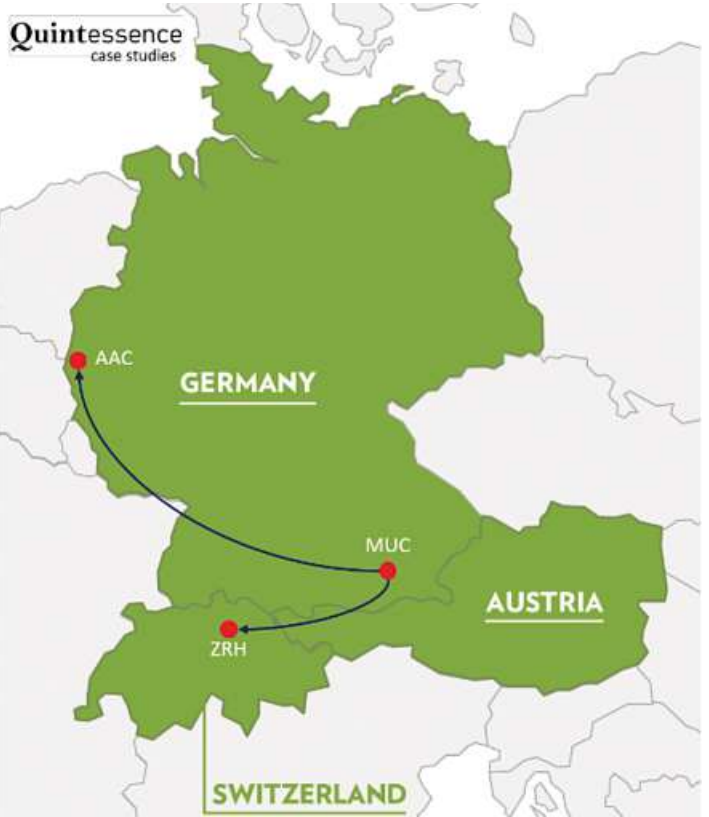 Quintessence
case studies
AAC
GERMANY
MUC
AUSTRIA
ZRH
SWITZERLAND